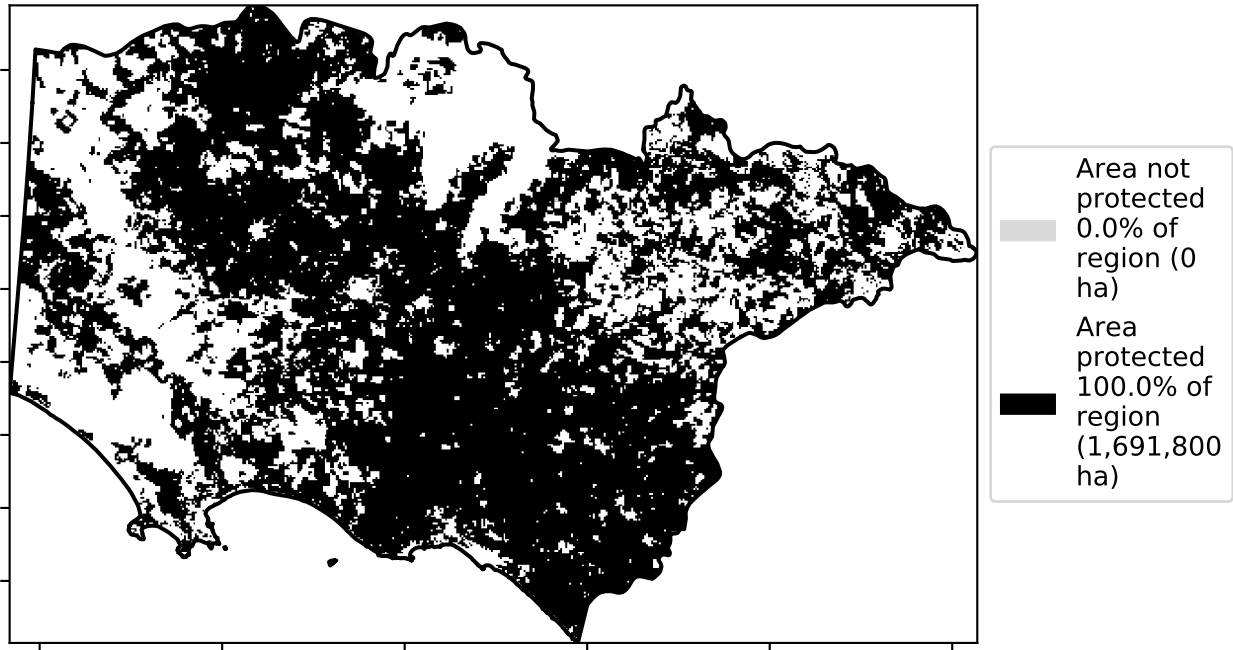 Area not
protected
0.0% of
region (0
ha)
Area
protected
100.0% of
region
(1,691,800
ha)